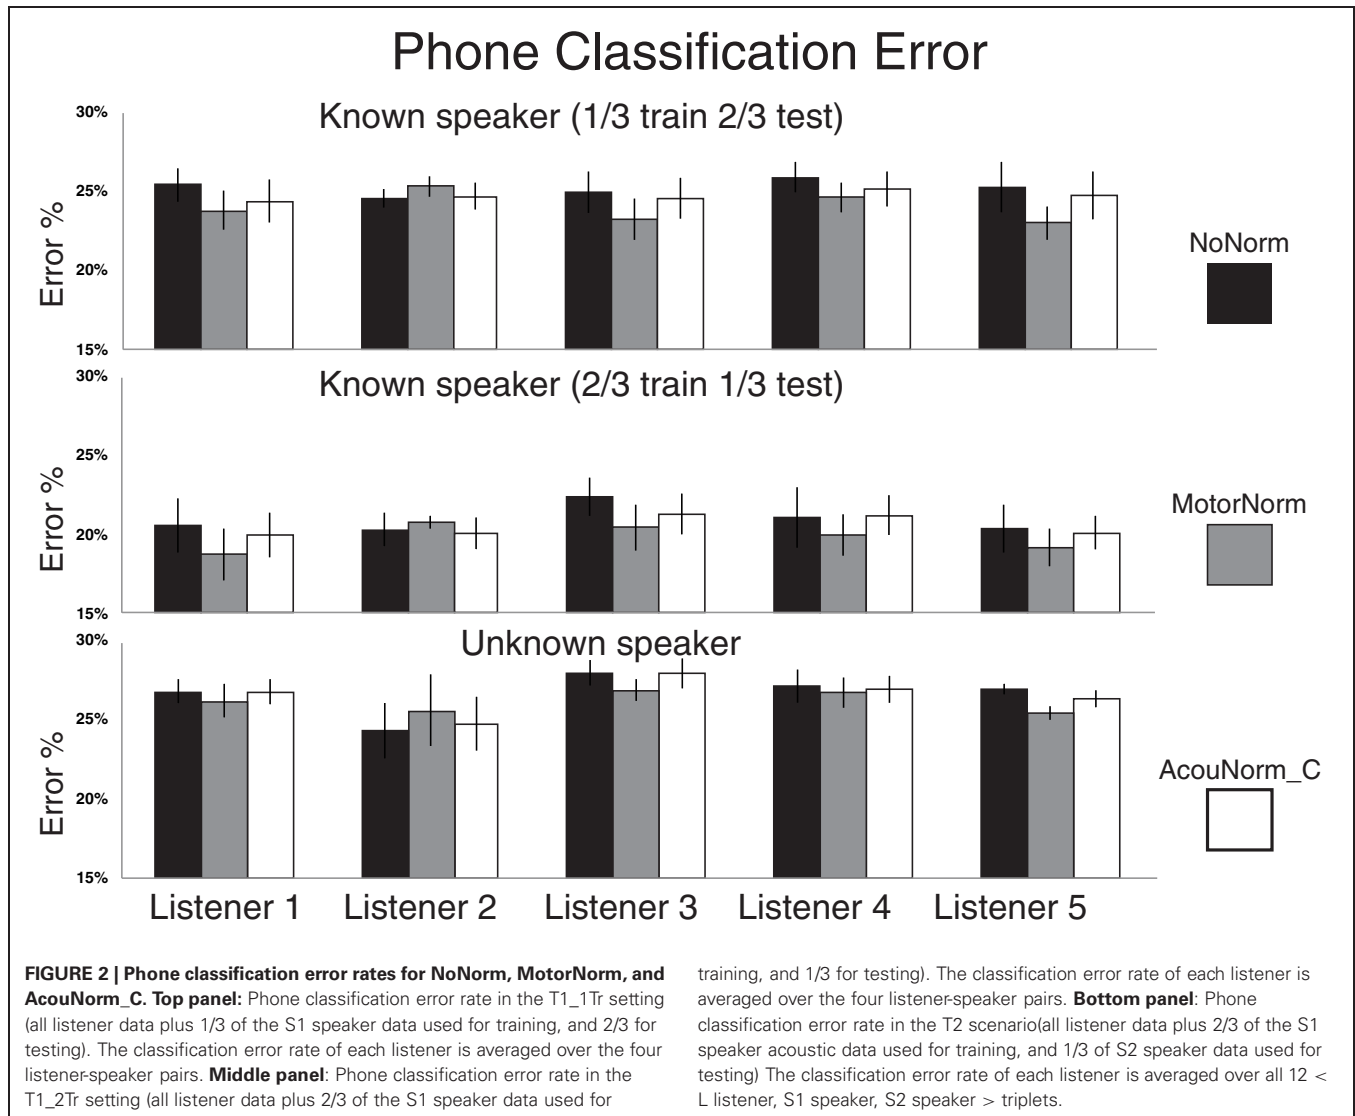 Phone Classification Error
Known speaker (1/3 train 2/3 test)
30%
25%
20%
15%
Error %
NoNorm
Known speaker (2/3 train 1/3 test)
30%
25%
20%
15%
Error %
MotorNorm
Unknown speaker
30%
25%
20%
15%
Error %
AcouNorm_C
Listener 1 Listener 2 Listener 3 Listener 4 Listener 5
FIGURE 2 | Phone classification error rates for NoNorm, MotorNorm, and
AcouNorm_C. Top panel: Phone classification error rate in the T1_1Tr setting
(all listener data plus 1/3 of the S1 speaker data used for training, and 2/3 for
testing). The classification error rate of each listener is averaged over the four
listener-speaker pairs. Middle panel: Phone classification error rate in the
T1_2Tr setting (all listener data plus 2/3 of the S1 speaker data used for
training, and 1/3 for testing). The classification error rate of each listener is
averaged over the four listener-speaker pairs. Bottom panel: Phone
classification error rate in the T2 scenario(all listener data plus 2/3 of the S1
speaker acoustic data used for training, and 1/3 of S2 speaker data used for
testing) The classification error rate of each listener is averaged over all 12 <
L listener, S1 speaker, S2 speaker > triplets.